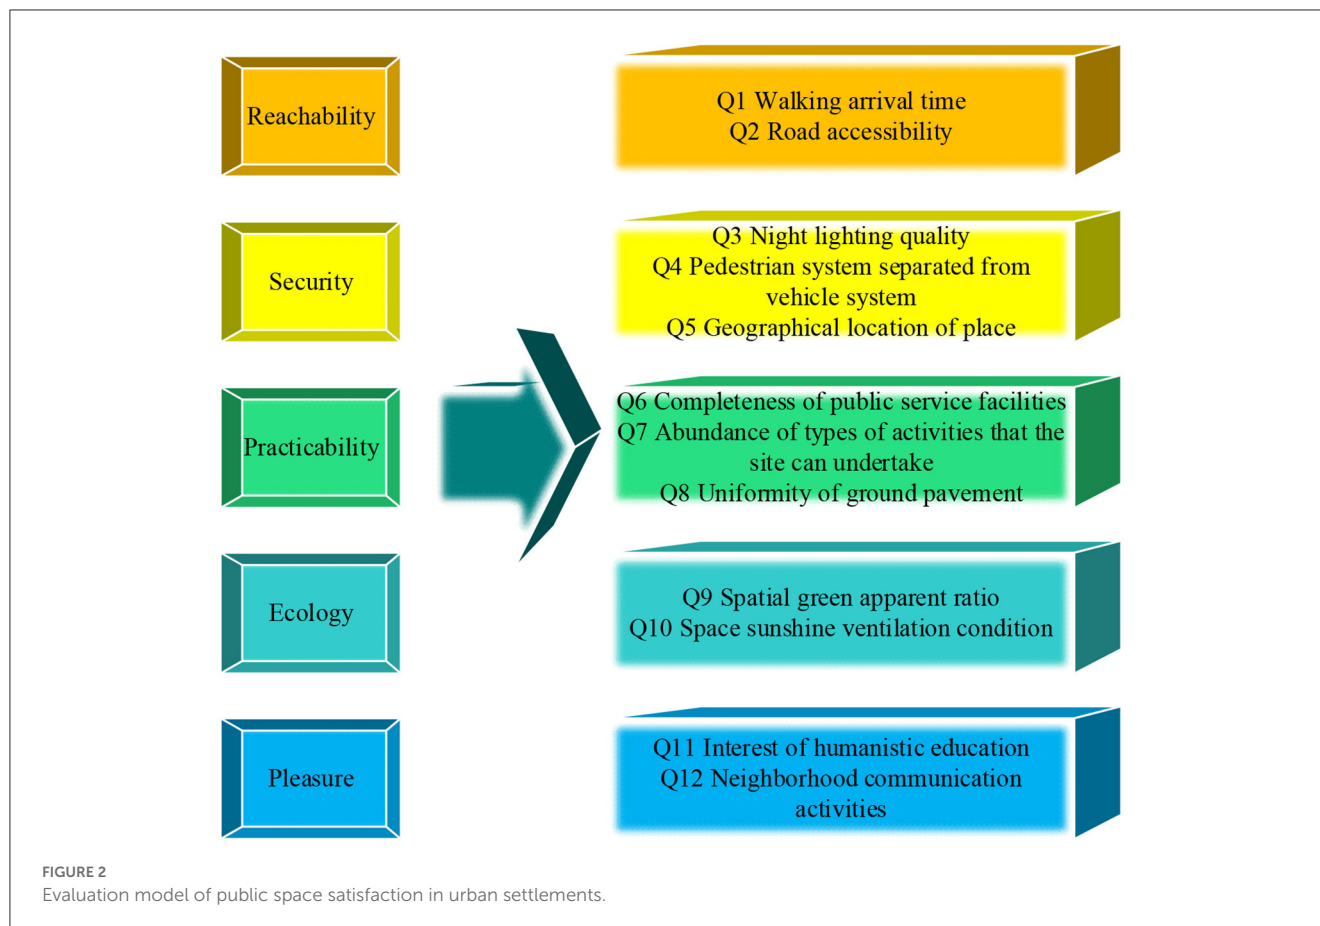 Reachability
Q1 Walking arrival time
Q2 Road accessibility
Security
Q3 Night lighting quality
Q4 Pedestrian system separated from
vehicle system
Q5 Geographical location of place
Practicability
Q6 Completeness of public service facilities
Q7 Abundance of types of activities that the
site can undertake
Q8 Uniformity of ground pavement
Ecology
Q9 Spatial green apparent ratio
Q10 Space sunshine ventilation condition
Pleasure
Q11 Interest of humanistic education
Q12 Neighborhood communication
activities
FIGURE 2
Evaluation model of public space satisfaction in urban settlements.